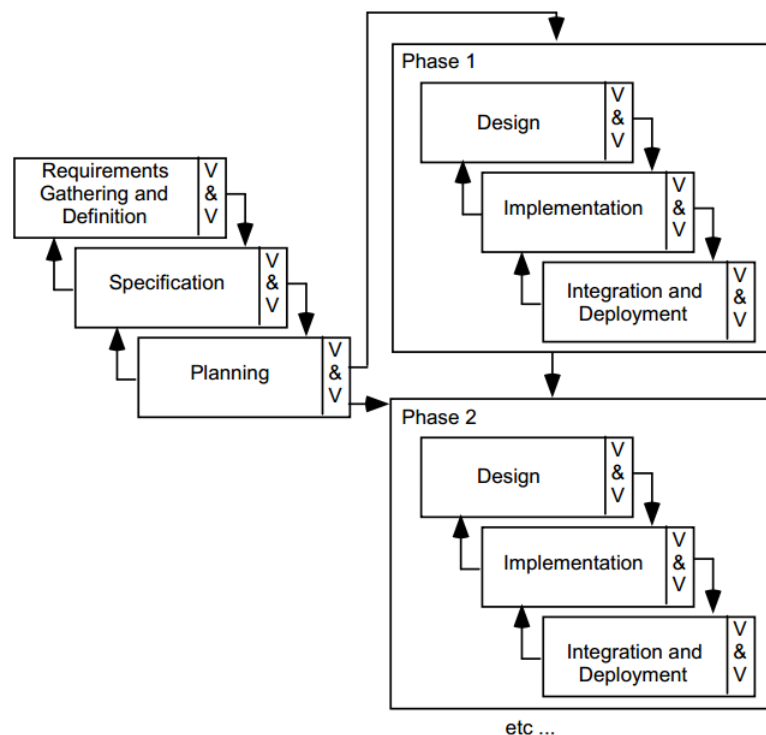 Requirements
Gathering and
Definition
V
&
V
Specification
V
&
V
Planning
V
&
V
Phase 1
Design
V
&
V
Implementation
V
&
V
Integration and
Deployment
V
&
V
Phase 2
Design
V
&
V
Implementation
V
&
V
Integration and
Deployment
V
&
V
etc ...